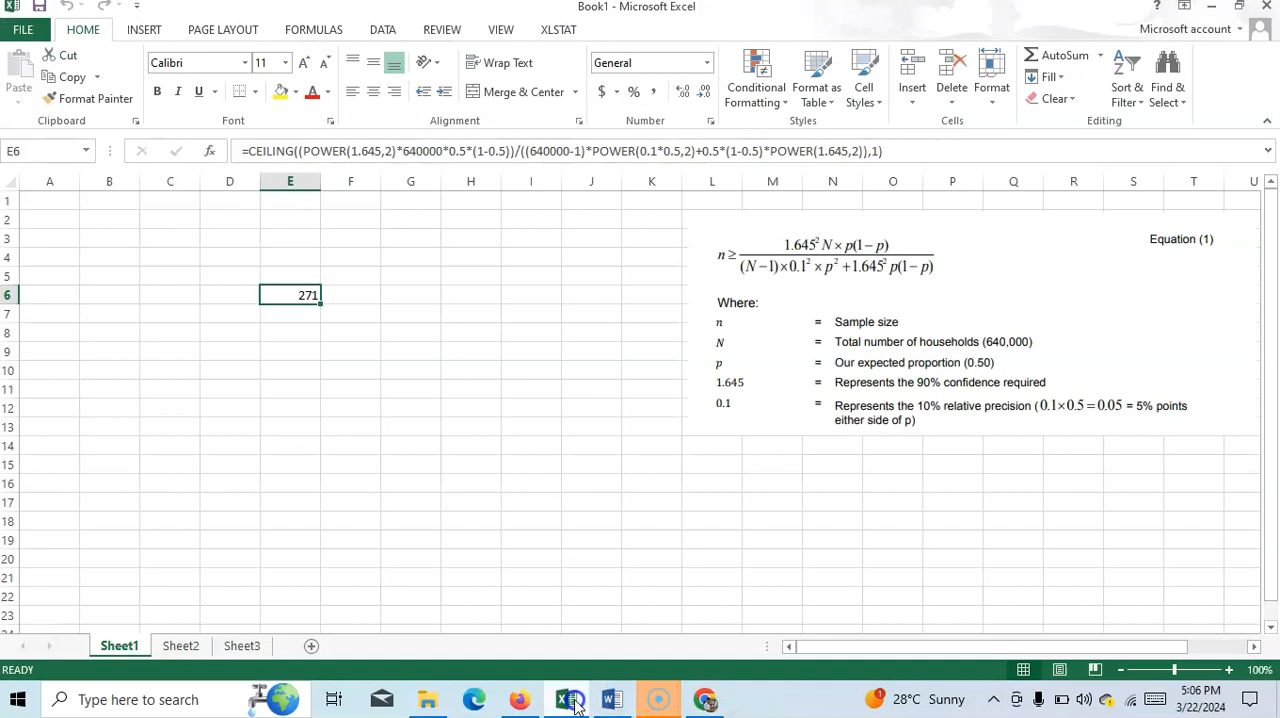 Book1 - Microsoft Excel
?
FILE HOME INSERT PAGE LAYOUT FORMULAS DATA REVIEW VIEW XLSTAT Microsoft account
Paste
Cut
Copy
Format Painter
Clipboard
Calibri 11
B I U
Font
Wrap Text
Merge & Center
Alignment
General
$ % ,
Number
Conditional Formatting
Format as Table
Cell Styles
Styles
Insert
Delete
Format
Cells
AutoSum
Fill
Clear
Sort & Filter
Find & Select
Editing
E6 fx =CEILING((POWER(1.645,2)*640000*0.5*(1-0.5))/((640000-1)*POWER(0.1*0.5,2)+0.5*(1-0.5)*POWER(1.645,2)),1)
A B C D E F G H I J K L M N O P Q R S T U
1
2
3
4
5
6 271
7
8
9
10
11
12
13
14
15
16
17
18
19
20
21
22
23
n ≥ 1.645² N × p(1 − p) / (N − 1) × 0.1² × p² + 1.645² p(1 − p)
Equation (1)
Where:
n = Sample size
N = Total number of households (640,000)
p = Our expected proportion (0.50)
1.645 = Represents the 90% confidence required
0.1 = Represents the 10% relative precision ( 0.1×0.5 = 0.05 = 5% points
either side of p)
Sheet1 Sheet2 Sheet3
READY 100%
Type here to search
28°C Sunny
5:06 PM
3/22/2024